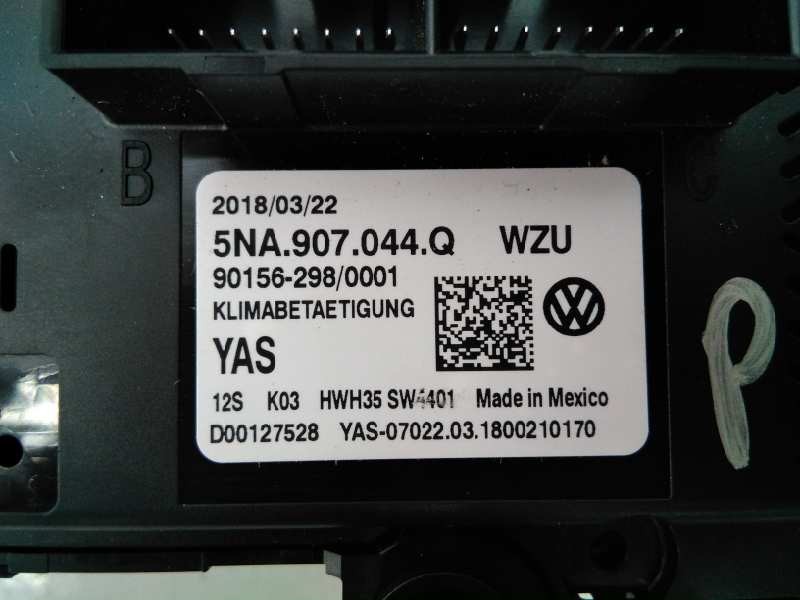 B
C
2018/03/22
5NA.907.044.Q WZU
90156-298/0001
KLIMABETAETIGUNG
YAS
12S K03 HWH35 SW4401 Made in Mexico
D00127528 YAS-07022.03.1800210170
P